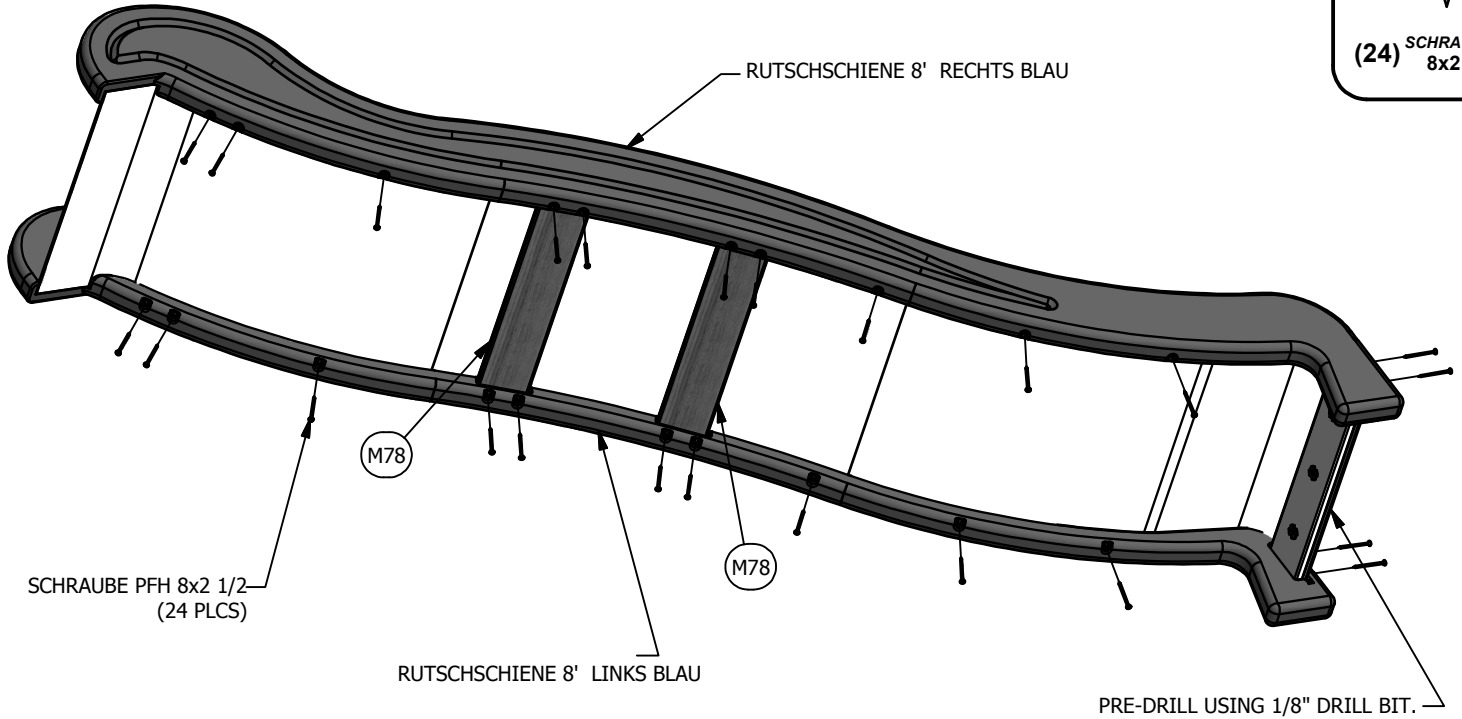 (24) SCHRA
8x2
RUTSCHSCHIENE 8' RECHTS BLAU
M78
M78
SCHRAUBE PFH 8x2 1/2
(24 PLCS)
RUTSCHSCHIENE 8' LINKS BLAU
PRE-DRILL USING 1/8" DRILL BIT.